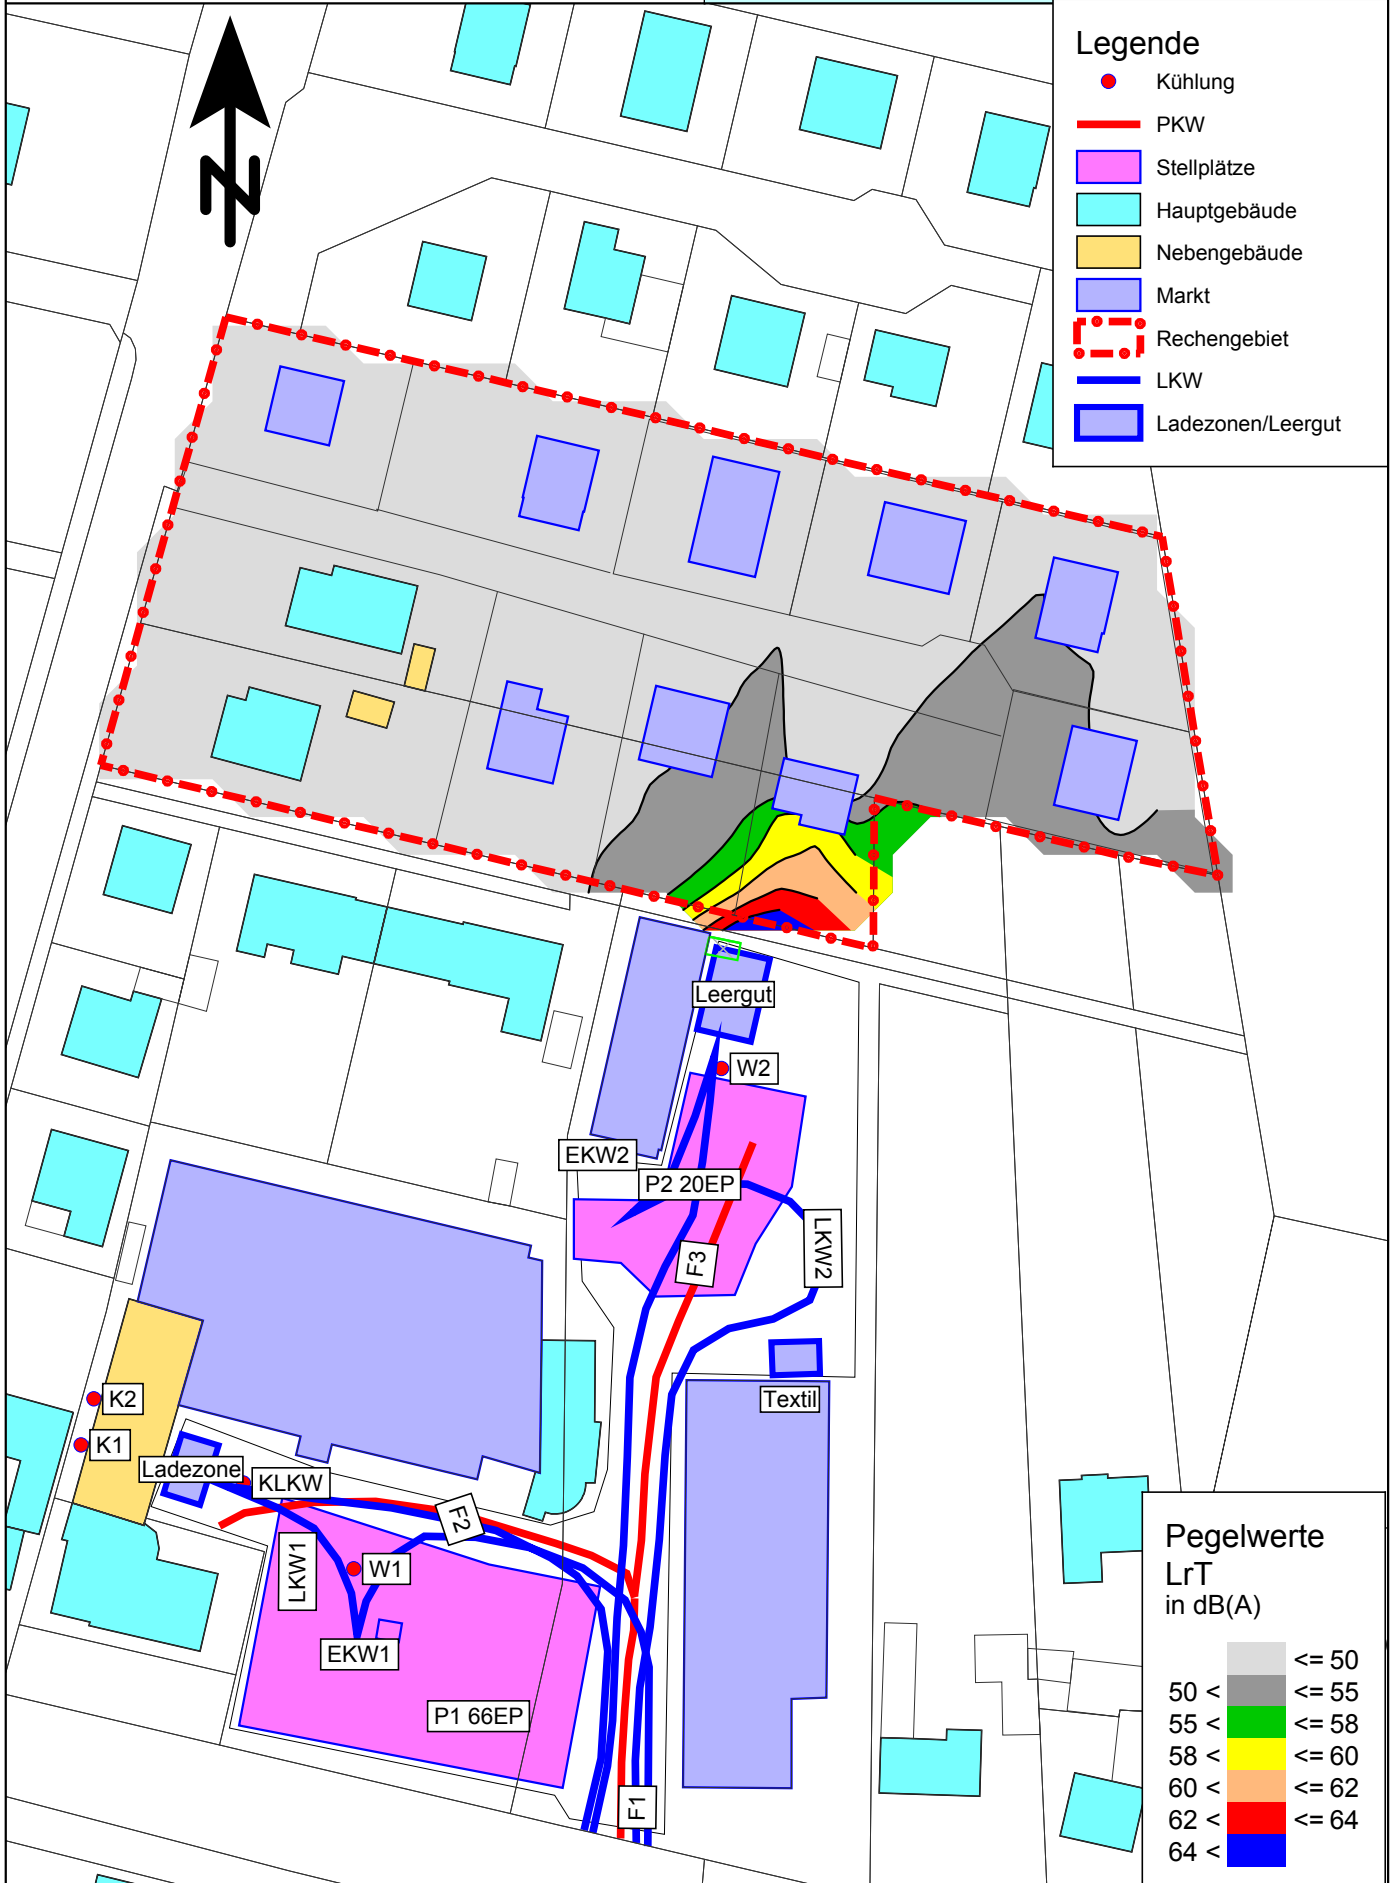 Legende
Kühlung
PKW
Stellplätze
Hauptgebäude
Nebengebäude
Markt
Rechengebiet
LKW
Ladezonen/Leergut
N
Leergut
W2
EKW2
P2 20EP
LKW2
F3
Textil
K2
K1
Ladezone
KLKW
F2
LKW1
W1
EKW1
P1 66EP
F1
Pegelwerte
LrT
in dB(A)
<= 50
50 < <= 55
55 < <= 58
58 < <= 60
60 < <= 62
62 < <= 64
64 <